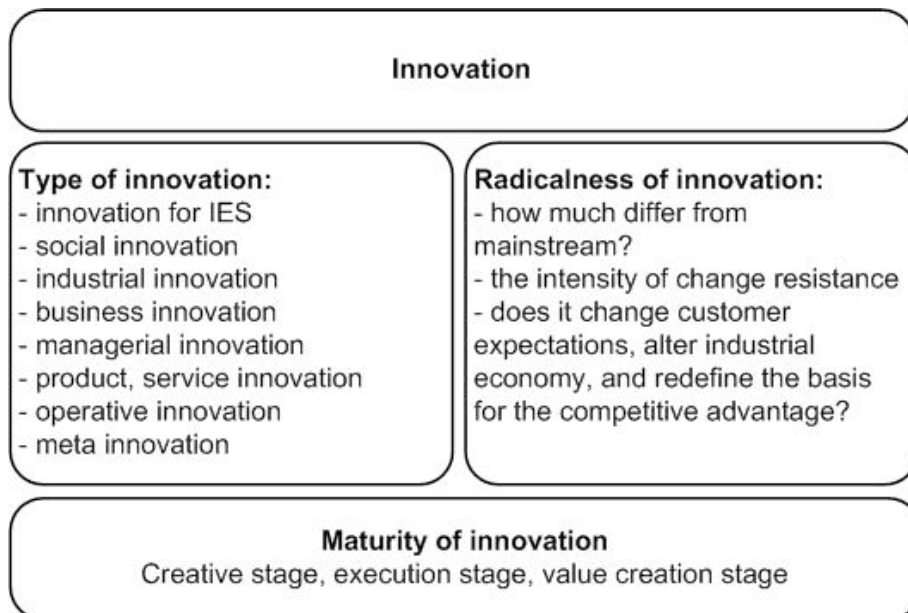 Innovation
Type of innovation:
- innovation for IES
- social innovation
- industrial innovation
- business innovation
- managerial innovation
- product, service innovation
- operative innovation
- meta innovation
Radicalness of innovation:
- how much differ from
mainstream?
- the intensity of change resistance
- does it change customer
expectations, alter industrial
economy, and redefine the basis
for the competitive advantage?
Maturity of innovation
Creative stage, execution stage, value creation stage